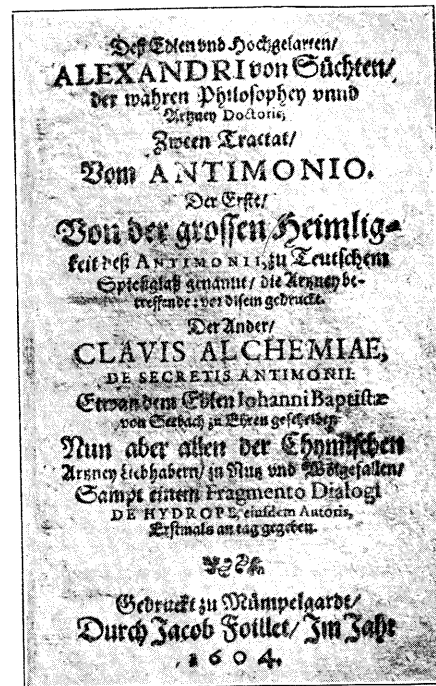 Deß Edlen vnd Hochgelarten/
ALEXANDRI von Süchten/
der wahren Philosophey vnnd
Artzney Doctoris,
Zween Tractat/
Vom ANTIMONIO.
Der Erste/
Von der grossen Heimlig=
keit deß ANTIMONII, zu Teutschem
Spießglaß genannt/ die Artzney be-
treffende: vor disem gedruckt.
Der Ander/
CLAVIS ALCHEMIAE,
DE SECRETIS ANTIMONII:
Etwan dem Edlen Iohanni Baptistæ
von Seebach zu Ehren geschriben
Nun aber allen der Chymischen
Artzney Liebhabern/ zu Nutz vnd Wolgefallen/
Sampt einem Fragmento Dialogi
DE HYDROPE, eiusdem Autoris,
Erstmals an tag gegeben.
Gedruckt zu Mümpelgardt/
Durch Jacob Foillet/ Im Jahr
1604.